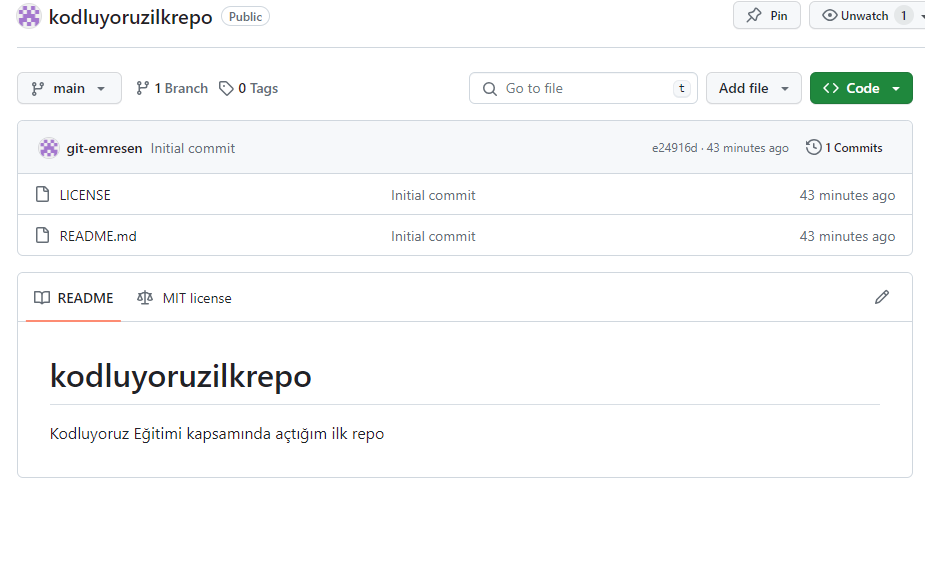 kodluyoruzilkrepo Public Pin Unwatch 1
main 1 Branch 0 Tags Go to file t Add file Code
git-emresen Initial commit e24916d · 43 minutes ago 1 Commits
LICENSE Initial commit 43 minutes ago
README.md Initial commit 43 minutes ago
README MIT license
kodluyoruzilkrepo
Kodluyoruz Eğitimi kapsamında açtığım ilk repo